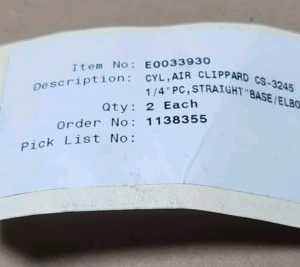 Item No: E0033930
Description: CYL,AIR CLIPPARD CS-3245
1/4"PC,STRAIGHT"BASE/ELBO
Qty: 2 Each
Order No: 1138355
Pick List No: